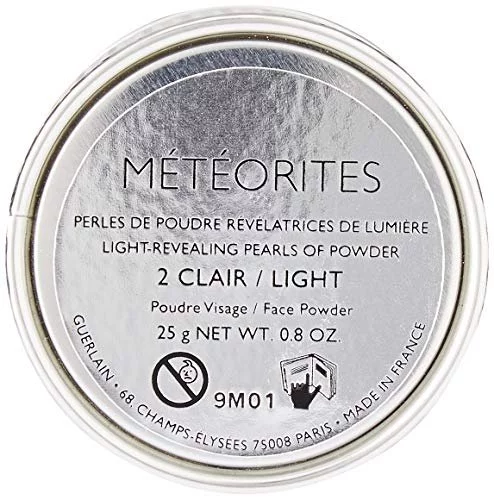 MÉTÉORITES
PERLES DE POUDRE RÉVÉLATRICES DE LUMIÈRE
LIGHT-REVEALING PEARLS OF POWDER
2 CLAIR / LIGHT
Poudre Visage / Face Powder
25 g NET WT. 0.8 OZ.
9M01
GUERLAIN • 68, CHAMPS-ÉLYSÉES 75008 PARIS • MADE IN FRANCE